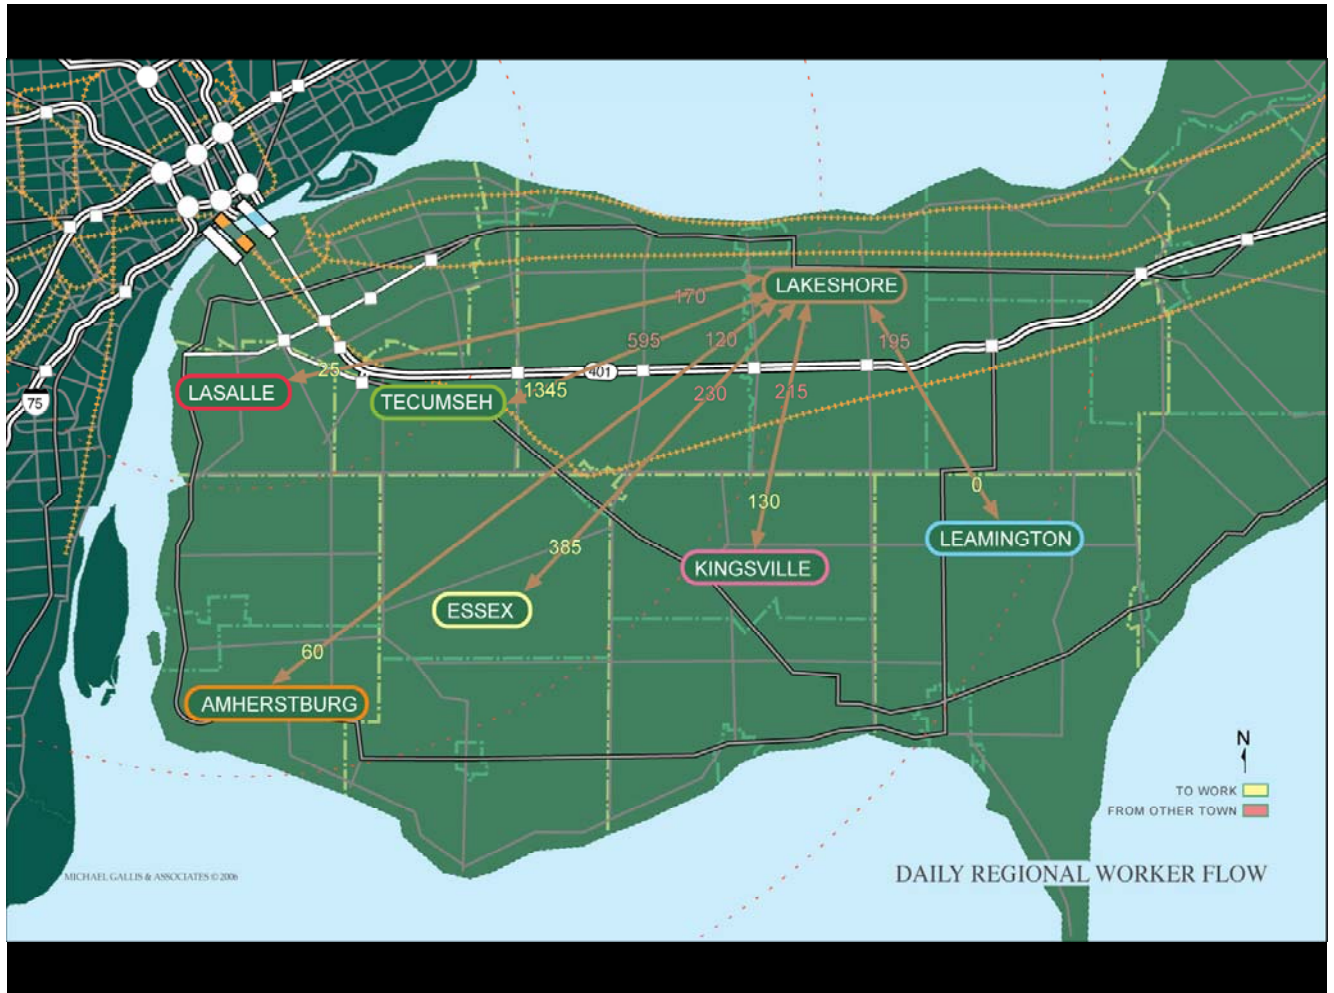 LAKESHORE
170
595
120
195
401
25
75
LASALLE
TECUMSEH
1345
230
215
0
130
LEAMINGTON
385
KINGSVILLE
ESSEX
60
AMHERSTBURG
N
TO WORK
FROM OTHER TOWN
MICHAEL GALLIS & ASSOCIATES © 2006
DAILY REGIONAL WORKER FLOW